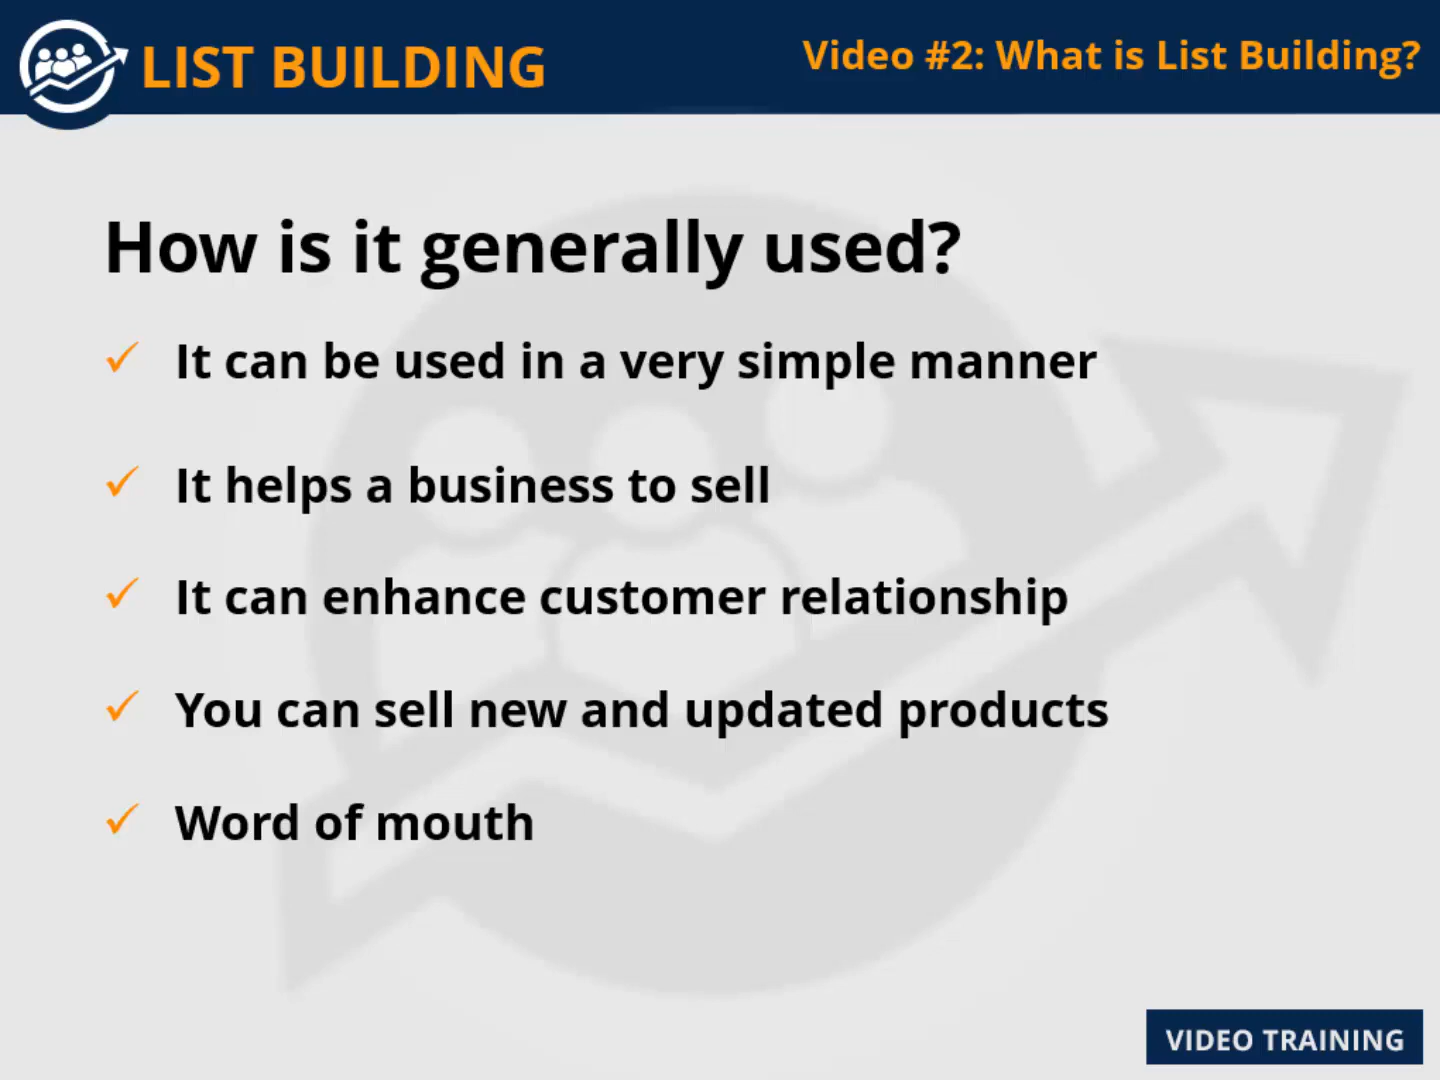 LIST BUILDING
Video #2: What is List Building?
How is it generally used?
✓ It can be used in a very simple manner
✓ It helps a business to sell
✓ It can enhance customer relationship
✓ You can sell new and updated products
✓ Word of mouth
VIDEO TRAINING